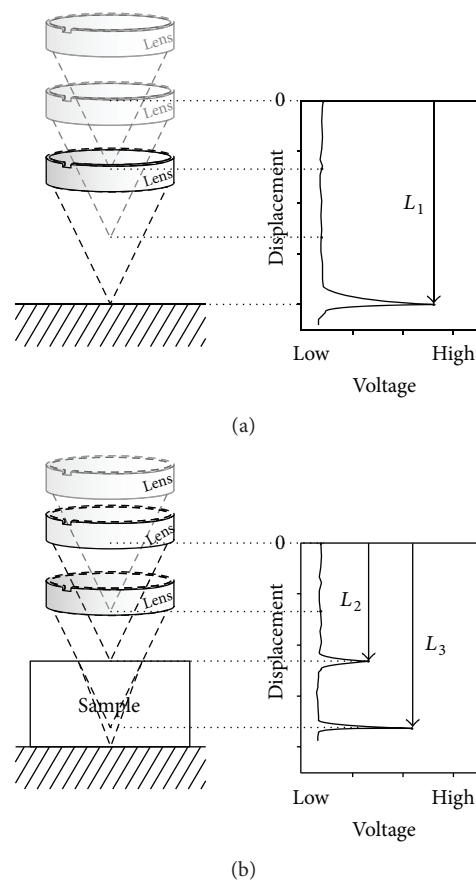 Lens
Lens
Lens
0
Displacement
L1
Low
High
Voltage
(a)
Lens
Lens
Lens
Sample
0
Displacement
L2
L3
Low
High
Voltage
(b)